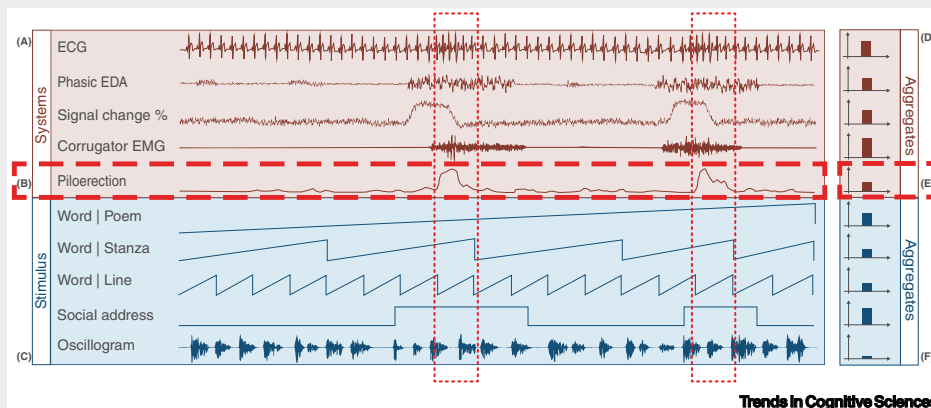 (A)
ECG
(D
Phasic EDA
Signal change %
Systems
Aggregates
Corrugator EMG
(B)
Piloerection
(E)
Word | Poem
Word | Stanza
Stimulus
Aggregates
Word | Line
Social address
(C)
Oscillogram
(F)
Trends in Cognitive Sciences